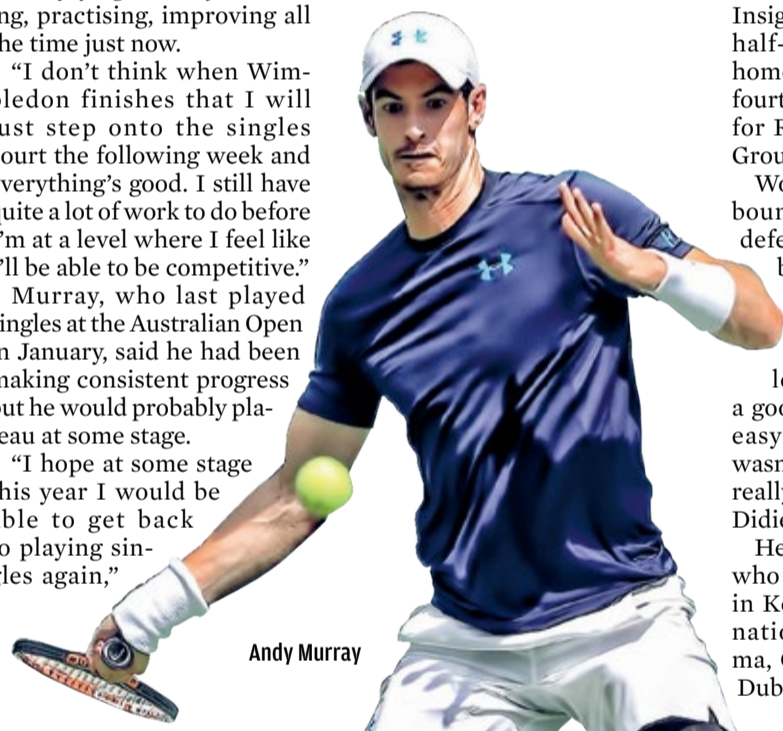 ng, practising, improving all
he time just now.
“I don’t think when Wim-
bledon finishes that I will
ust step onto the singles
ourt the following week and
verything’s good. I still have
uite a lot of work to do before
’m at a level where I feel like
’ll be able to be competitive.”
Murray, who last played
ingles at the Australian Open
n January, said he had been
making consistent progress
but he would probably pla-
eau at some stage.
“I hope at some stage
his year I would be
able to get back
o playing sin-
gles again,”
Andy Murray
Insig
half-
home
fourt
for F
Grou
Wo
boun
defe
b
le
a goo
easy
wasn
really
Didie
He
who
in Ke
natio
ma, C
Dub